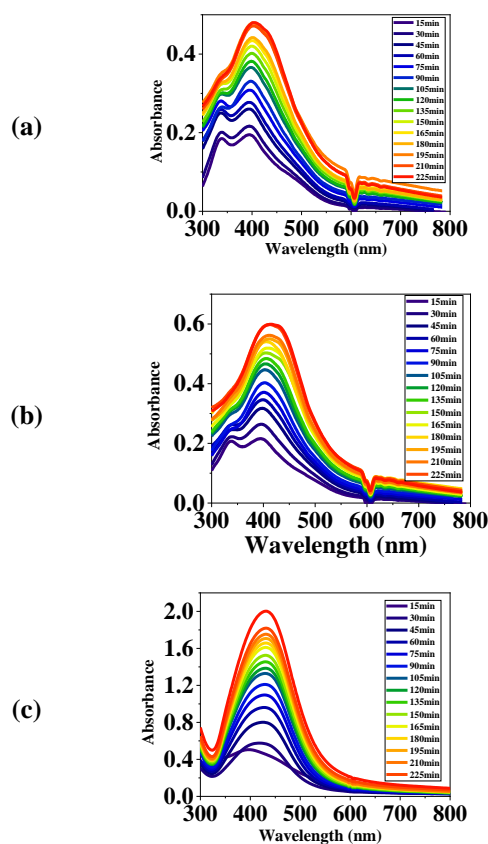 (a)
Absorbance
0.4
0.2
0.0
300 400 500 600 700 800
Wavelength (nm)
15min
30min
45min
60min
75min
90min
105min
120min
135min
150min
165min
180min
195min
210min
225min
(b)
Absorbance
0.6
0.4
0.2
0.0
300 400 500 600 700 800
Wavelength (nm)
15min
30min
45min
60min
75min
90min
105min
120min
135min
150min
165min
180min
195min
210min
225min
(c)
Absorbance
2.0
1.6
1.2
0.8
0.4
0.0
300 400 500 600 700 800
Wavelength (nm)
15min
30min
45min
60min
75min
90min
105min
120min
135min
150min
165min
180min
195min
210min
225min